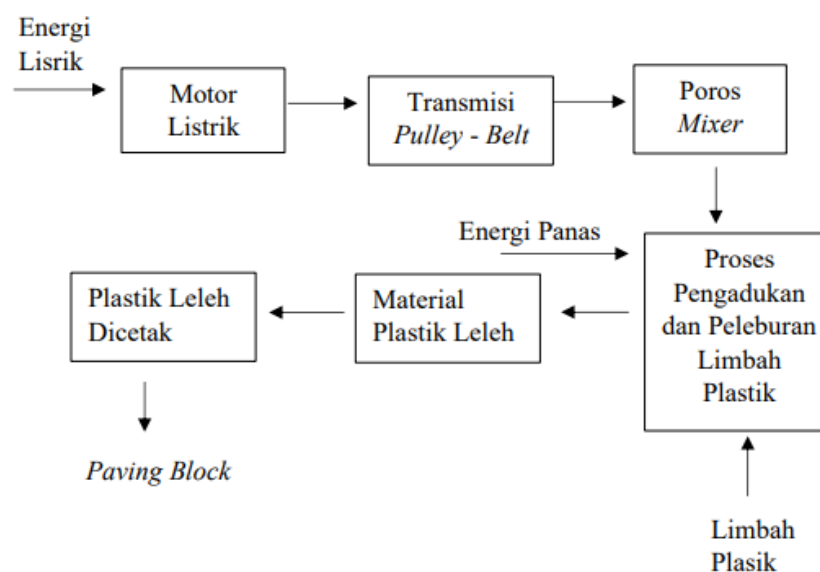 Energi
Lisrik
Motor
Listrik
Transmisi
Pulley - Belt
Poros
Mixer
Energi Panas
Proses
Pengadukan
dan Peleburan
Limbah
Plastik
Material
Plastik Leleh
Plastik Leleh
Dicetak
Paving Block
Limbah
Plasik